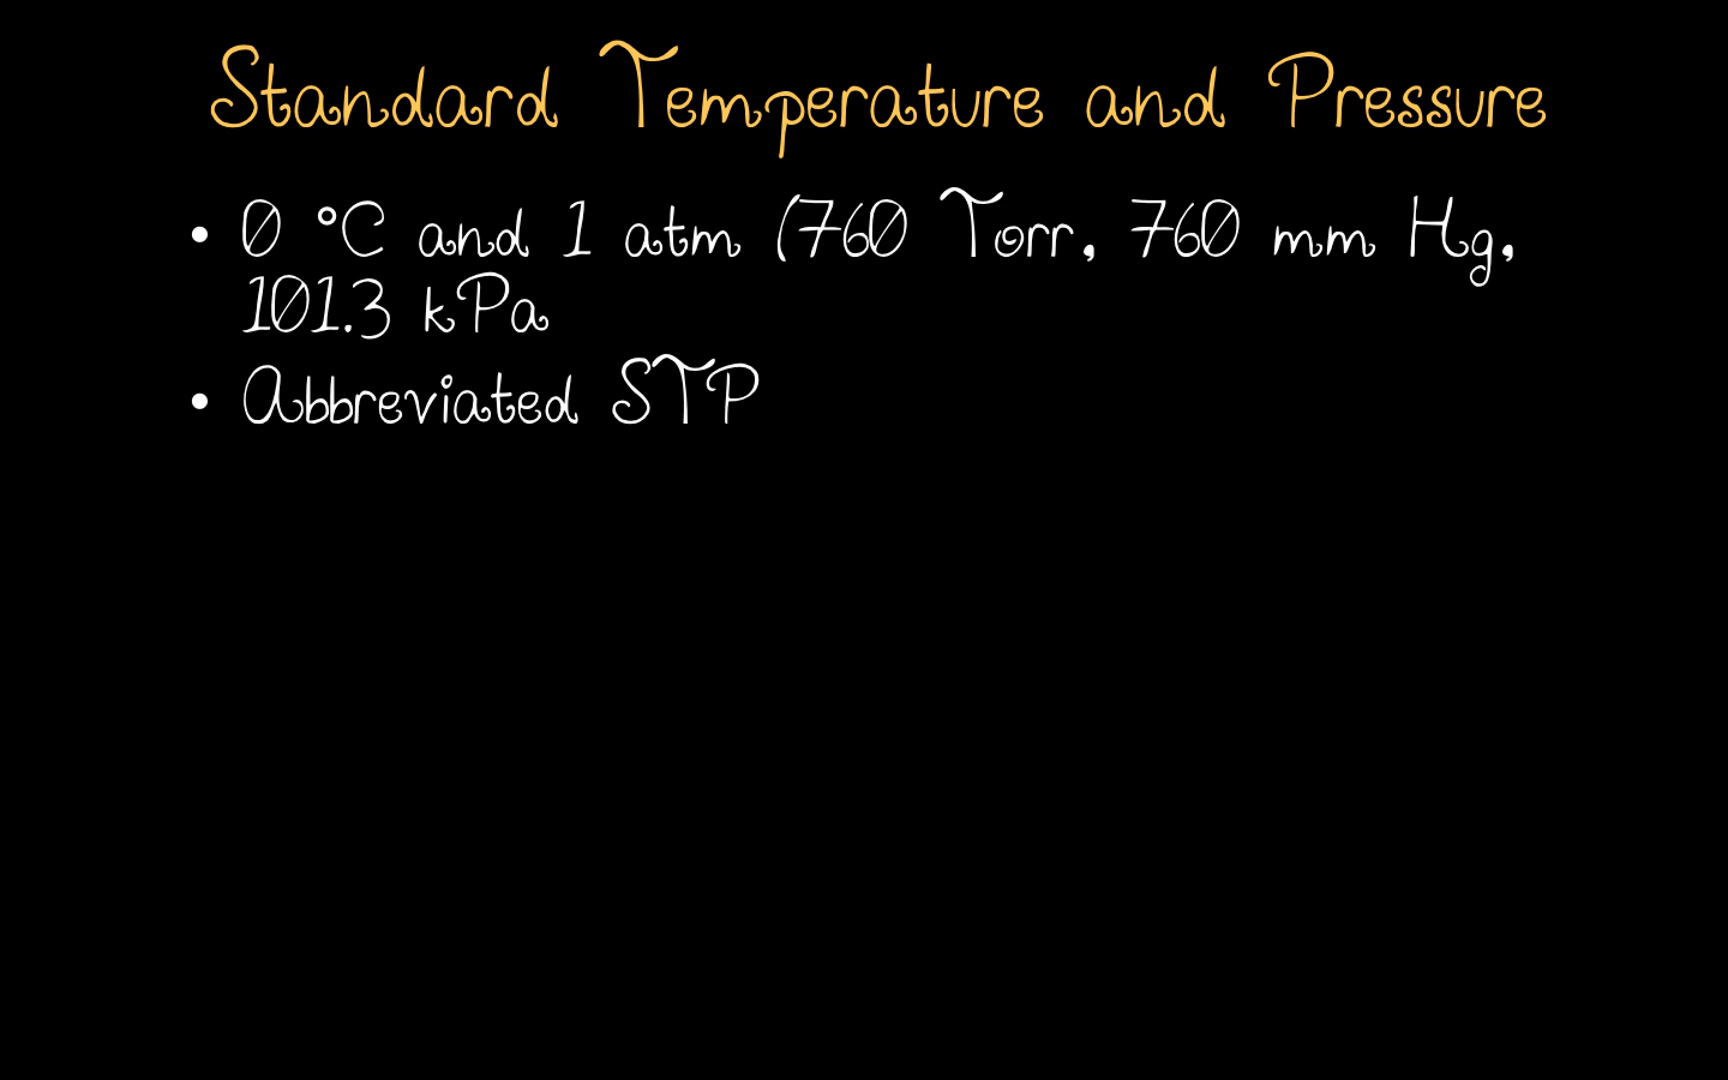 Standard Temperature and Pressure
• 0 °C and 1 atm (760 Torr, 760 mm Hg,
101.3 kPa
• Abbreviated STP